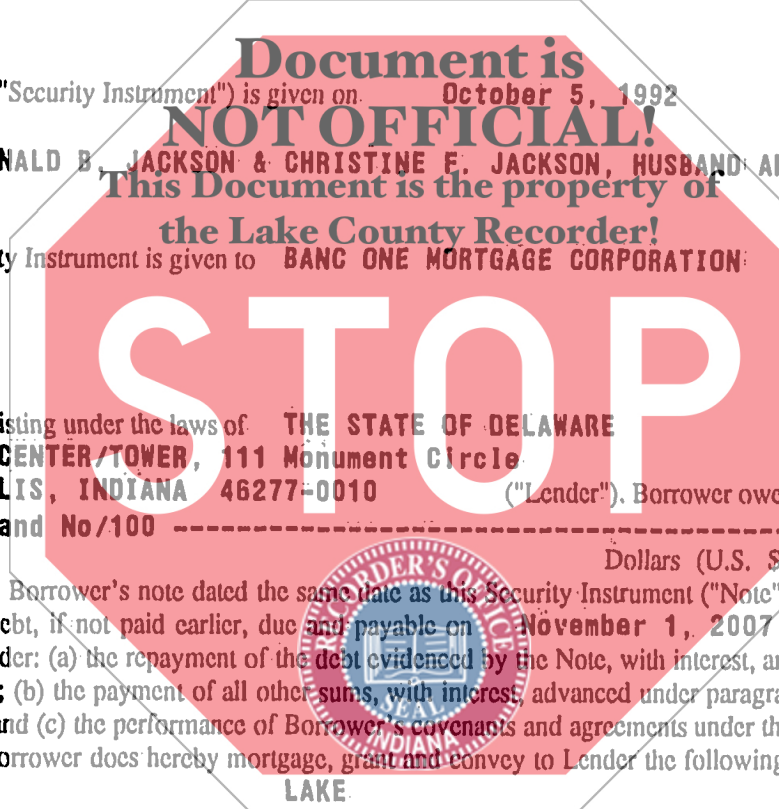 Document is
"Security Instrument") is given on October 5, 1992
NOT OFFICIAL!
NALD B. JACKSON & CHRISTINE F. JACKSON, HUSBAND
This Document is the property of
the Lake County Recorder!
ty Instrument is given to BANC ONE MORTGAGE CORPORATION
STOP
isting under the laws of THE STATE OF DELAWARE
CENTER/TOWER, 111 Monument Circle
LIS, INDIANA 46277-0010 ("Lender"). Borrower owe
and No/100 ------------------------------------------------
Dollars (U.S. $
Borrower's note dated the same date as this Security Instrument ("Note"
ebt, if not paid earlier, due and payable on November 1, 2007
der: (a) the repayment of the debt evidenced by the Note, with interest, an
; (b) the payment of all other sums, with interest, advanced under paragra
nd (c) the performance of Borrower's covenants and agreements under th
orrower does hereby mortgage, grant and convey to Lender the following
LAKE
RECORDER'S OFFICE
SEAL
INDIANA